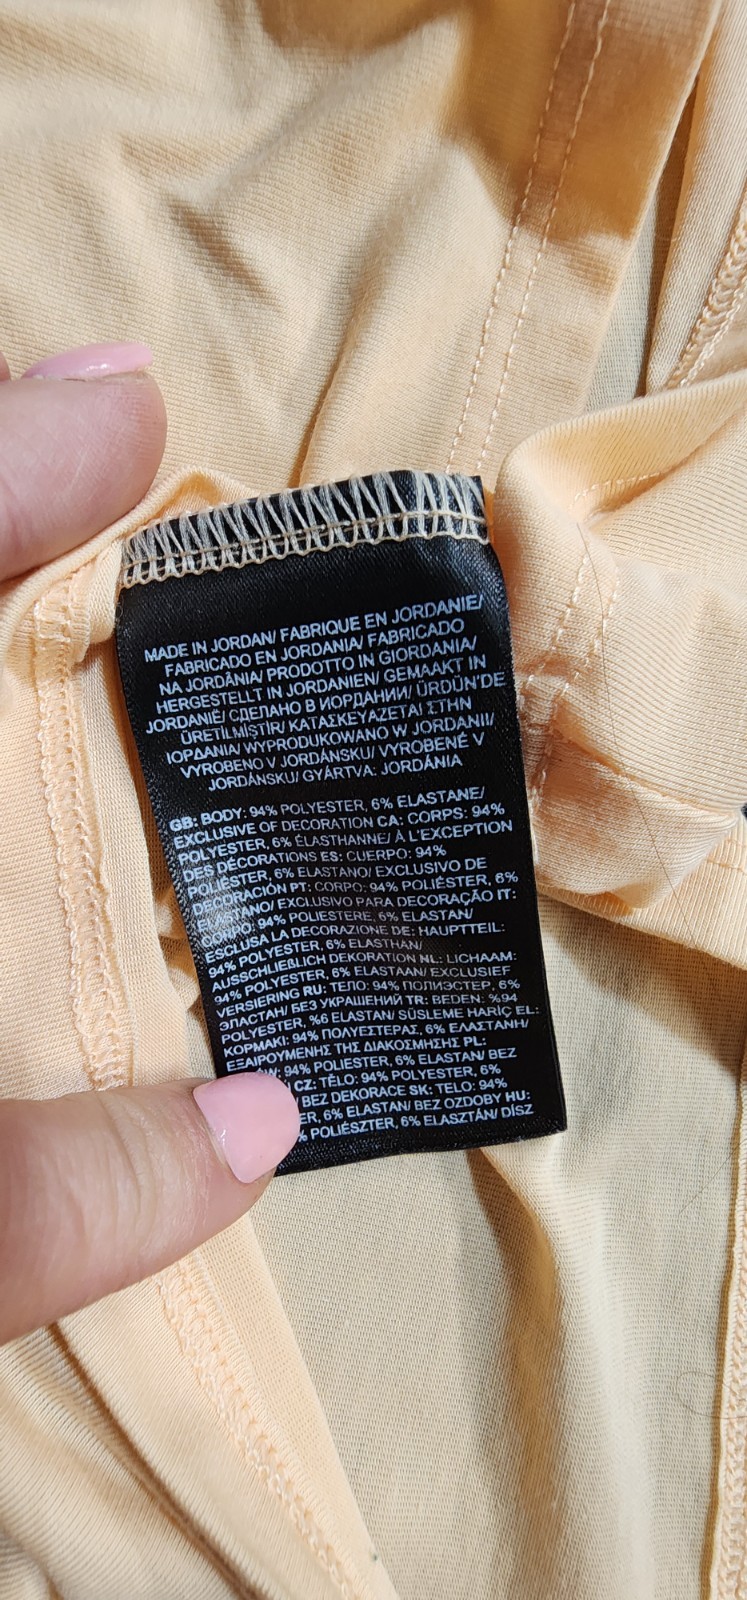 MADE IN JORDAN/ FABRIQUE EN JORDANIE/
FABRICADO EN JORDANIA/ FABRICADO
NA JORDÂNIA/ PRODOTTO IN GIORDANIA/
HERGESTELLT IN JORDANIEN/ GEMAAKT IN
JORDANIË/ СДЕЛАНО В ИОРДАНИИ/ ÜRDÜN'DE
ÜRETİLMİŞTİR/ ΚΑΤΑΣΚΕΥΑΖΕΤΑΙ ΣΤΗΝ
ΙΟΡΔΑΝΙΑ/ WYPRODUKOWANO W JORDANII/
VYROBENO V JORDÁNSKU/ VYROBENÉ V
JORDÁNSKU/ GYÁRTVA: JORDÁNIA
GB: BODY: 94% POLYESTER, 6% ELASTANE/
EXCLUSIVE OF DECORATION CA: CORPS: 94%
POLYESTER, 6% ÉLASTHANNE/ À L'EXCEPTION
DES DÉCORATIONS ES: CUERPO: 94%
POLIÉSTER, 6% ELASTANO/ EXCLUSIVO DE
DECORACIÓN PT: CORPO: 94% POLIÉSTER, 6%
ELASTANO/ EXCLUSIVO PARA DECORAÇÃO IT:
CORPO: 94% POLIESTERE, 6% ELASTAN/
ESCLUSA LA DECORAZIONE DE: HAUPTTEIL:
94% POLYESTER, 6% ELASTHAN/
AUSSCHLIEßLICH DEKORATION NL: LICHAAM:
94% POLYESTER, 6% ELASTAAN/ EXCLUSIEF
VERSIERING RU: ТЕЛО: 94% ПОЛИЭСТЕР, 6%
ЭЛАСТАН/ БЕЗ УКРАШЕНИЙ TR: BEDEN: %94
POLYESTER, %6 ELASTAN/ SÜSLEME HARİÇ EL:
ΚΟΡΜΑΚΙ: 94% ΠΟΛΥΕΣΤΕΡΑΣ, 6% ΕΛΑΣΤΑΝΗ/
ΕΞΑΙΡΟΥΜΕΝΗΣ ΤΗΣ ΔΙΑΚΟΣΜΗΣΗΣ PL:
94% POLIESTER, 6% ELASTAN/ BEZ
CZ: TĚLO: 94% POLYESTER, 6%
BEZ DEKORACE SK: TELO: 94%
6% ELASTAN/ BEZ OZDOBY HU:
% POLIÉSZTER, 6% ELASZTÁN/ DÍSZ